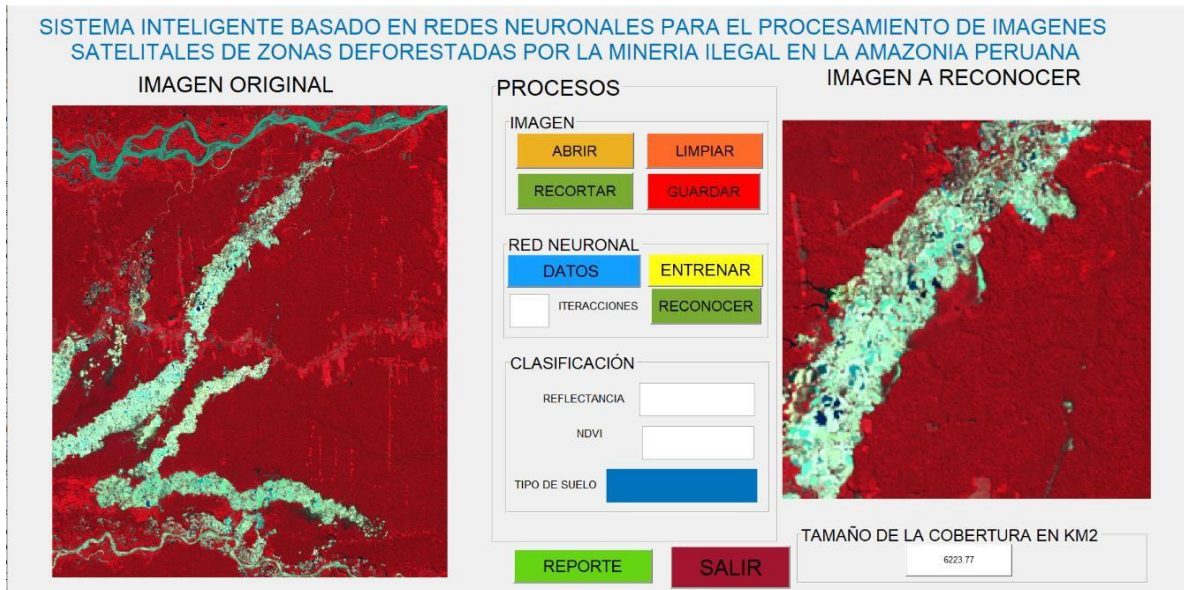 SISTEMA INTELIGENTE BASADO EN REDES NEURONALES PARA EL PROCESAMIENTO DE IMAGENES
SATELITALES DE ZONAS DEFORESTADAS POR LA MINERIA ILEGAL EN LA AMAZONIA PERUANA
IMAGEN ORIGINAL
PROCESOS
IMAGEN
ABRIR
LIMPIAR
RECORTAR
GUARDAR
RED NEURONAL
DATOS
ENTRENAR
ITERACCIONES
RECONOCER
CLASIFICACIÓN
REFLECTANCIA
NDVI
TIPO DE SUELO
REPORTE
SALIR
IMAGEN A RECONOCER
TAMAÑO DE LA COBERTURA EN KM2
6223.77